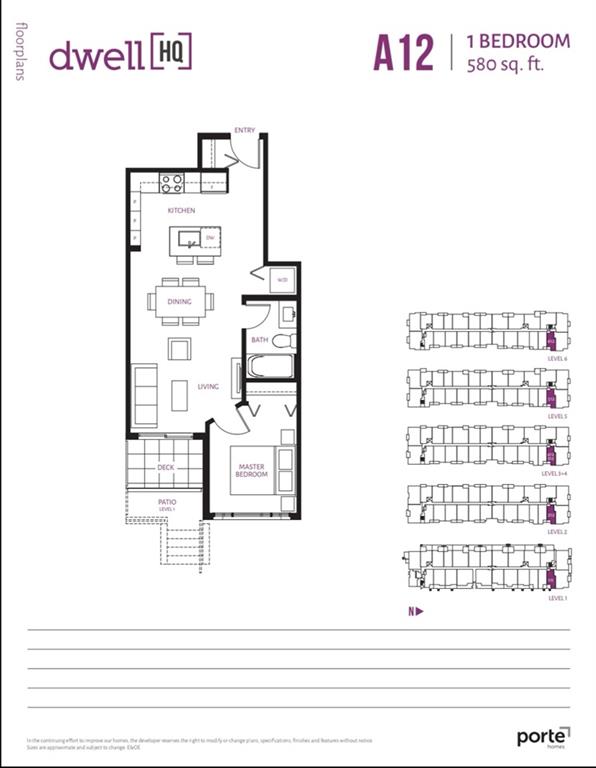 floorplans
dwell[HQ]
A12
1 BEDROOM
580 sq. ft.
ENTRY
KITCHEN
DW
W/D
DINING
BATH
LIVING
MASTER
BEDROOM
DECK
PATIO
LEVEL 1
LEVEL 6
LEVEL 5
LEVEL 3+4
LEVEL 2
LEVEL 1
N
In the continuing effort to improve our homes, the developer reserves the right to modify or change plans, specifications, finishes and features without notice.
Sizes are approximate and subject to change. E&OE
porte
homes